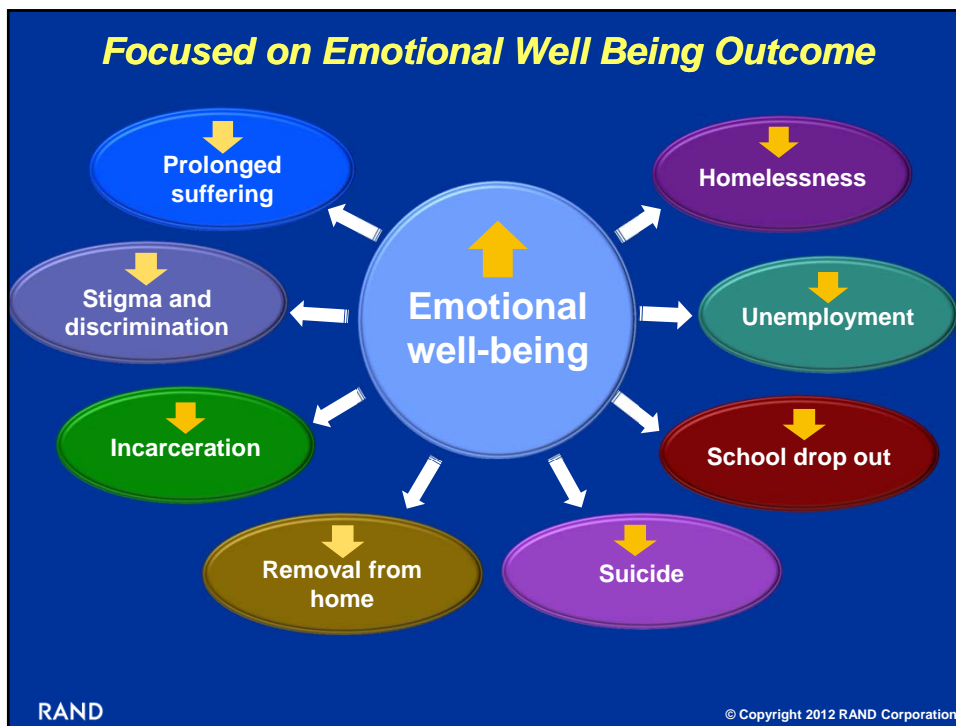 Focused on Emotional Well Being Outcome
Prolonged
suffering
Homelessness
Emotional
well-being
Stigma and
discrimination
Unemployment
Incarceration
School drop out
Removal from
home
Suicide
RAND
© Copyright 2012 RAND Corporation